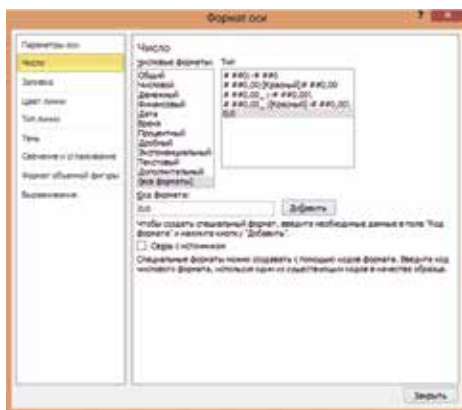 Формат оси
Параметры оси
Число
Заливка
Цвет линии
Тип линии
Тень
Свечение и сглаживание
Формат объемной фигуры
Выравнивание
Число
Числовые форматы:
Общий
Числовой
Денежный
Финансовый
Дата
Время
Процентный
Дробный
Экспоненциальный
Текстовый
Дополнительный
(все форматы)
Тип
# ##0;-# ##0
# ##0,00;[Красный]# ##0,00
# ##0,00_ ;-# ##0,00\
# ##0,00_ ;[Красный]-# ##0,00\
0,0
Код формата:
0,0
Добавить
Чтобы создать специальный формат, введите необходимые данные в поле "Код
формата" и нажмите кнопку "Добавить".
Связь с источником
Специальные форматы можно создавать с помощью кодов формата. Введите код
числового формата, используя один из существующих кодов в качестве образца.
Закрыть